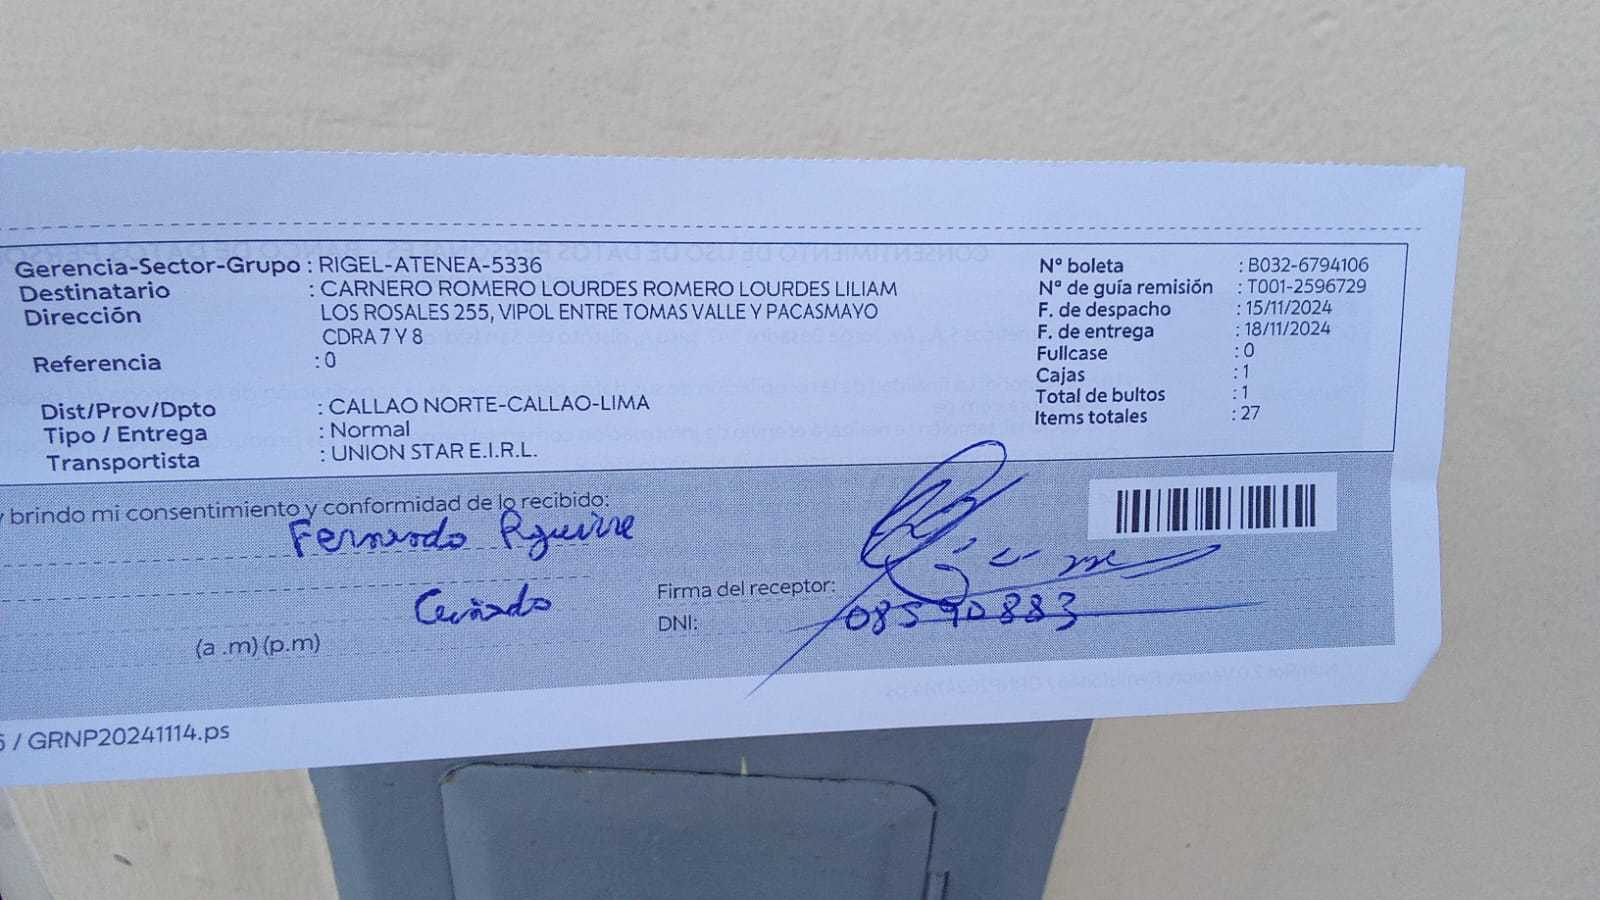 Gerencia-Sector-Grupo : RIGEL-ATENEA-5336
Destinatario : CARNERO ROMERO LOURDES ROMERO LOURDES LILIAM
Dirección LOS ROSALES 255, VIPOL ENTRE TOMAS VALLE Y PACASMAYO
CDRA 7 Y 8
Referencia : 0
Dist/Prov/Dpto : CALLAO NORTE-CALLAO-LIMA
Tipo / Entrega : Normal
Transportista : UNION STAR E.I.R.L.
N° boleta : B032-6794106
N° de guía remisión : T001-2596729
F. de despacho : 15/11/2024
F. de entrega : 18/11/2024
Fullcase : 0
Cajas : 1
Total de bultos : 1
Items totales : 27
y brindo mi consentimiento y conformidad de lo recibido:
Fernando Aguirre
Cuñado
(a .m) (p.m)
Firma del receptor:
DNI: 08590883
/ GRNP20241114.ps